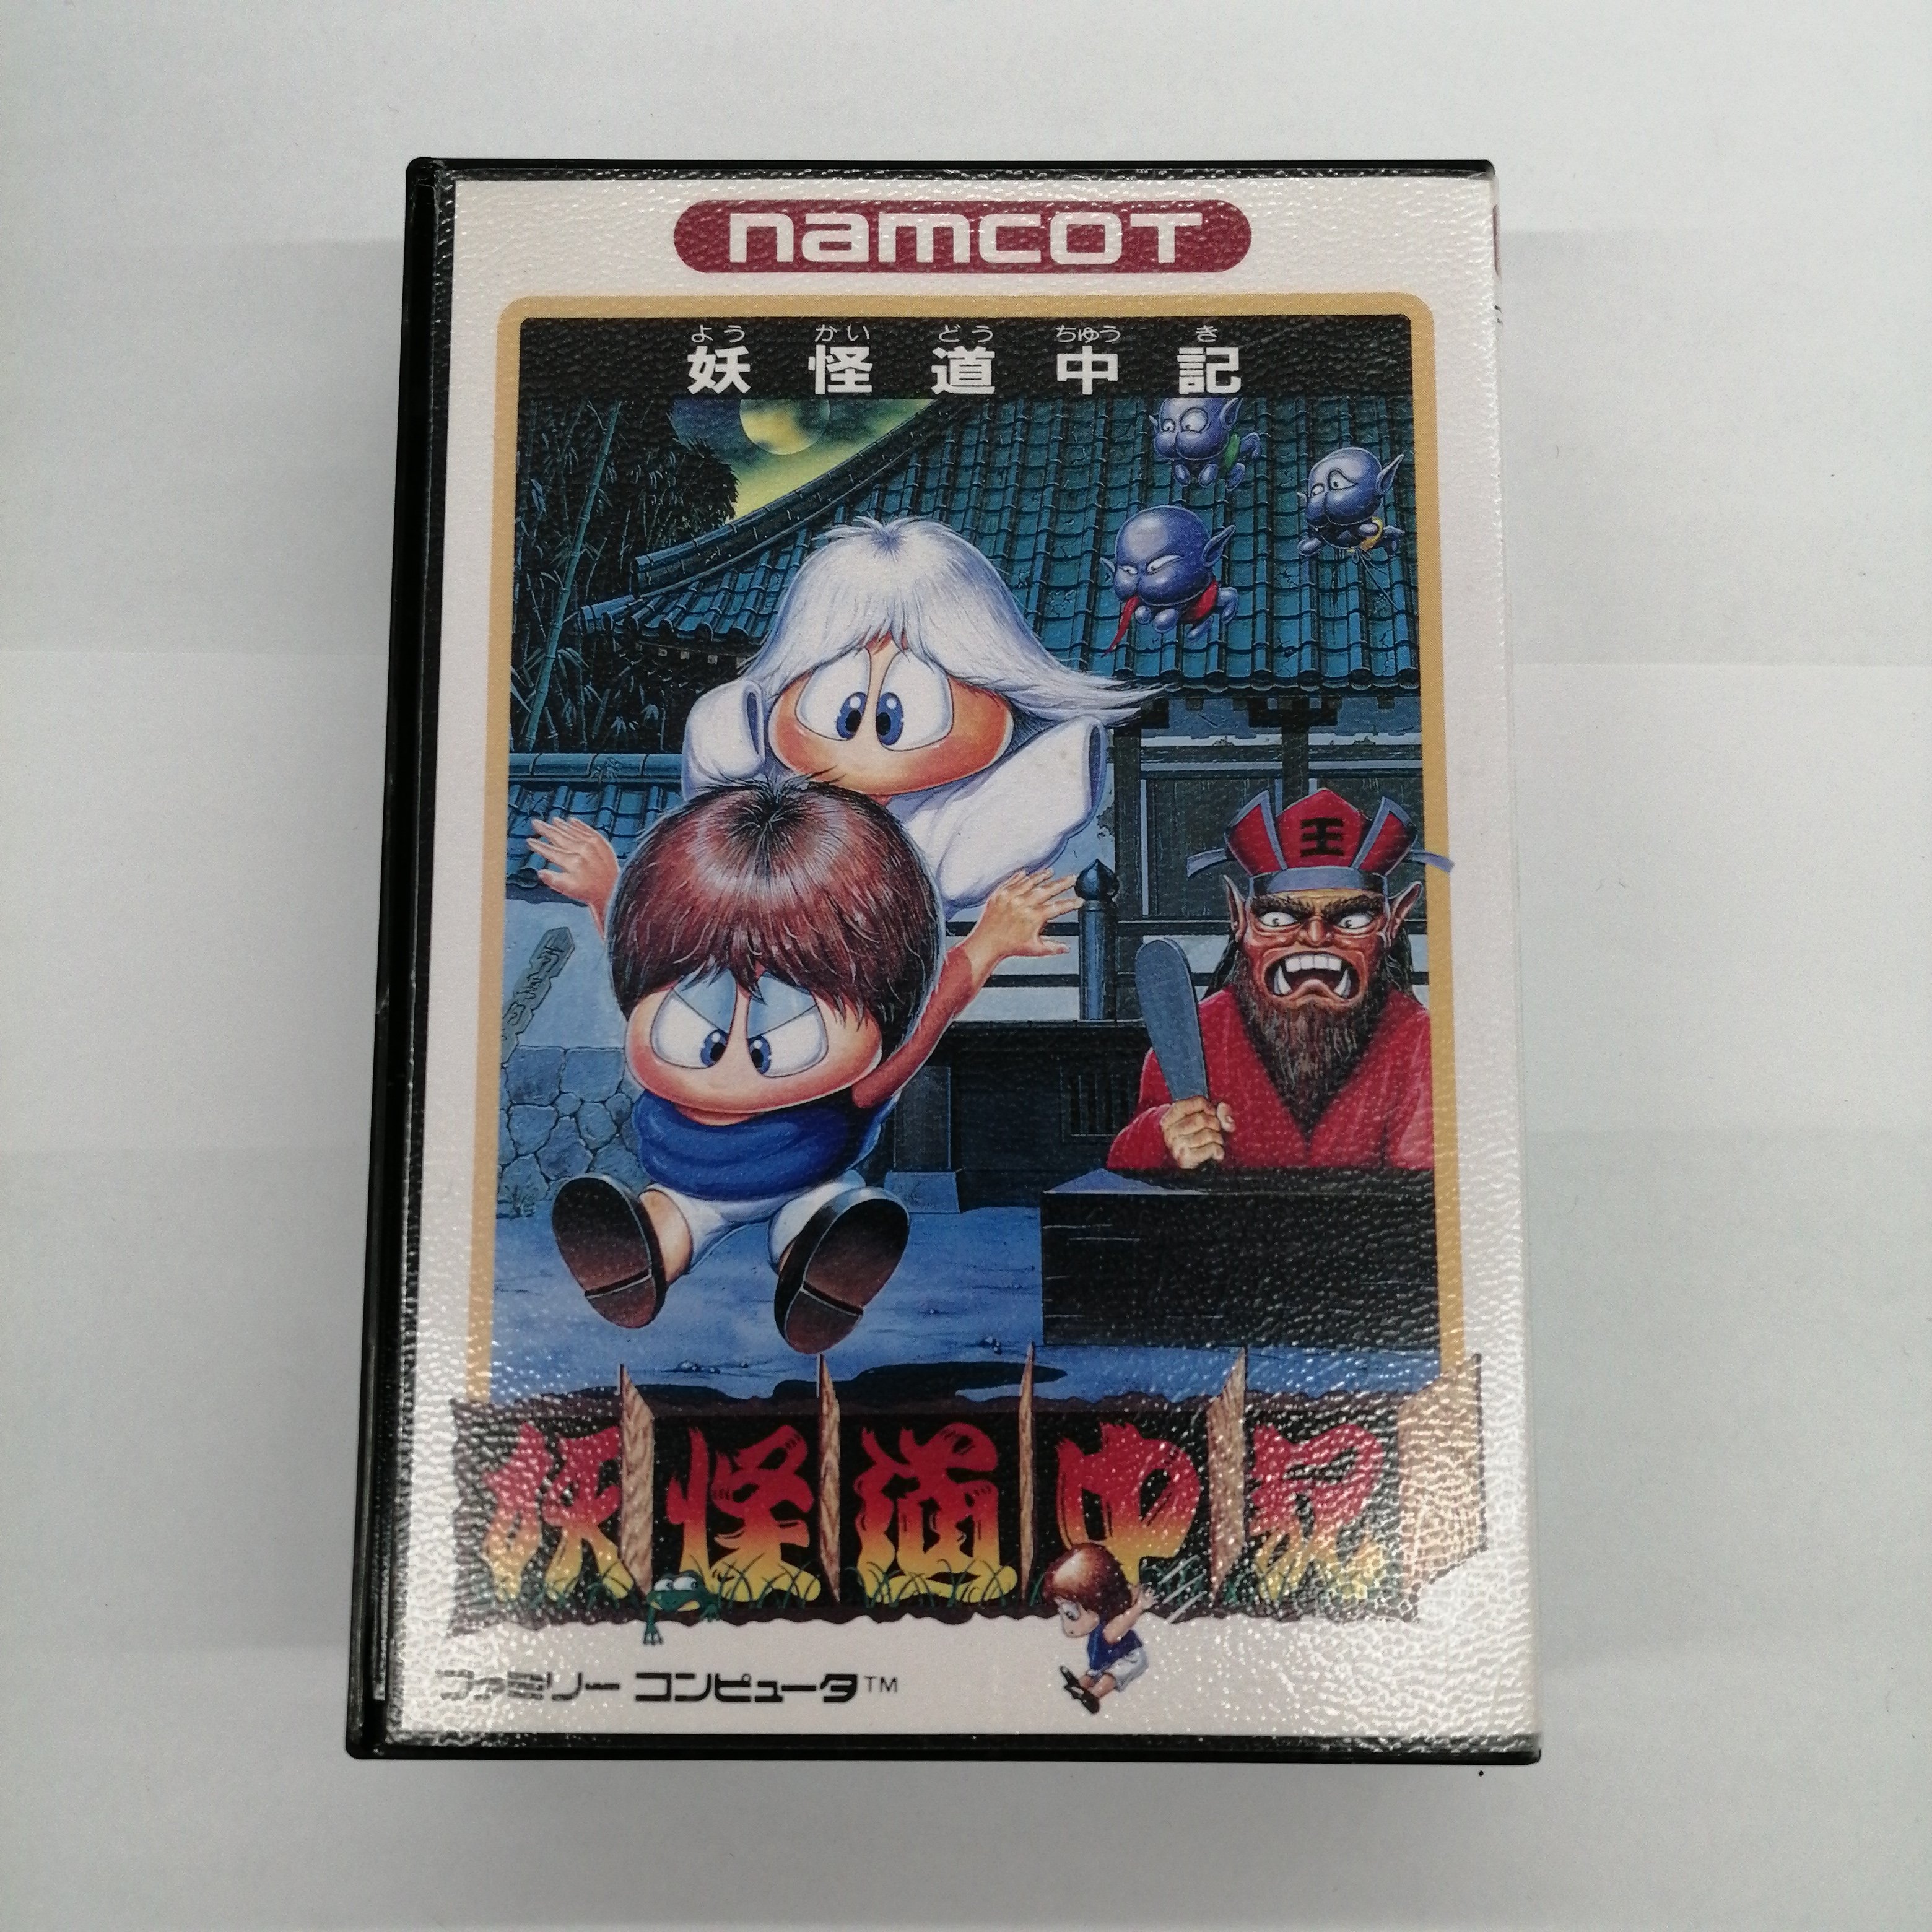 namcot
よう かい どう ちゅう き
妖怪道中記
王
妖怪道中記
ファミリー コンピュータ™